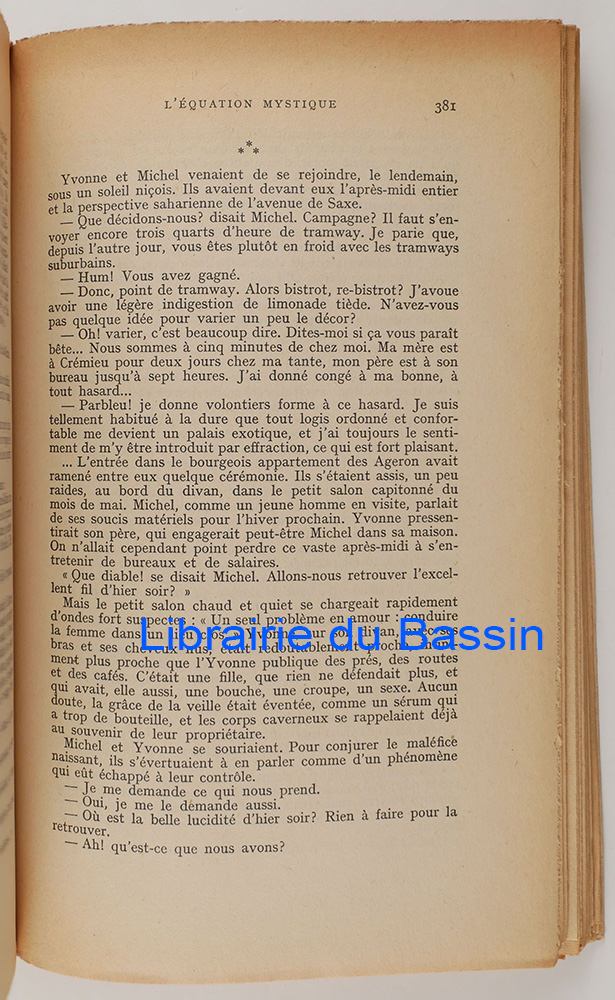 L'ÉQUATION MYSTIQUE 381
***
Yvonne et Michel venaient de se rejoindre, le lendemain,
sous un soleil niçois. Ils avaient devant eux l'après-midi entier
et la perspective saharienne de l'avenue de Saxe.
— Que décidons-nous? disait Michel. Campagne? Il faut s'en-
voyer encore trois quarts d'heure de tramway. Je parie que,
depuis l'autre jour, vous êtes plutôt en froid avec les tramways
suburbains.
— Hum! Vous avez gagné.
— Donc, point de tramway. Alors bistrot, re-bistrot? J'avoue
avoir une légère indigestion de limonade tiède. N'avez-vous
pas quelque idée pour varier un peu le décor?
— Oh! varier, c'est beaucoup dire. Dites-moi si ça vous paraît
bête... Nous sommes à cinq minutes de chez moi. Ma mère est
à Crémieu pour deux jours chez ma tante, mon père est à son
bureau jusqu'à sept heures. J'ai donné congé à ma bonne, à
tout hasard...
— Parbleu! je donne volontiers forme à ce hasard. Je suis
tellement habitué à la dure que tout logis ordonné et confor-
table me devient un palais exotique, et j'ai toujours le senti-
ment de m'y être introduit par effraction, ce qui est fort plaisant.
... L'entrée dans le bourgeois appartement des Ageron avait
ramené entre eux quelque cérémonie. Ils s'étaient assis, un peu
raides, au bord du divan, dans le petit salon capitonné du
mois de mai. Michel, comme un jeune homme en visite, parlait
de ses soucis matériels pour l'hiver prochain. Yvonne pressen-
tirait son père, qui engagerait peut-être Michel dans sa maison.
On n'allait cependant point perdre ce vaste après-midi à s'en-
tretenir de bureaux et de salaires.
« Que diable! se disait Michel. Allons-nous retrouver l'excel-
lent fil d'hier soir? »
Mais le petit salon chaud et quiet se chargeait rapidement
d'ondes fort suspectes : « Un seul problème en amour : conduire
la femme dans un lieu clos. » Yvonne sur son divan, avec ses
bras et ses cheveux nus, était redoutablement proche,
ment plus proche que l'Yvonne publique des prés, des routes
et des cafés. C'était une fille, que rien ne défendait plus, et
qui avait, elle aussi, une bouche, une croupe, un sexe. Aucun
doute, la grâce de la veille était éventée, comme un sérum qui
a trop de bouteille, et les corps caverneux se rappelaient déjà
au souvenir de leur propriétaire.
Michel et Yvonne se souriaient. Pour conjurer le maléfice
naissant, ils s'évertuaient à en parler comme d'un phénomène
qui eût échappé à leur contrôle.
— Je me demande ce qui nous prend.
— Oui, je me le demande aussi.
— Où est la belle lucidité d'hier soir? Rien à faire pour la
retrouver.
— Ah! qu'est-ce que nous avons?
Librairie du Bassin